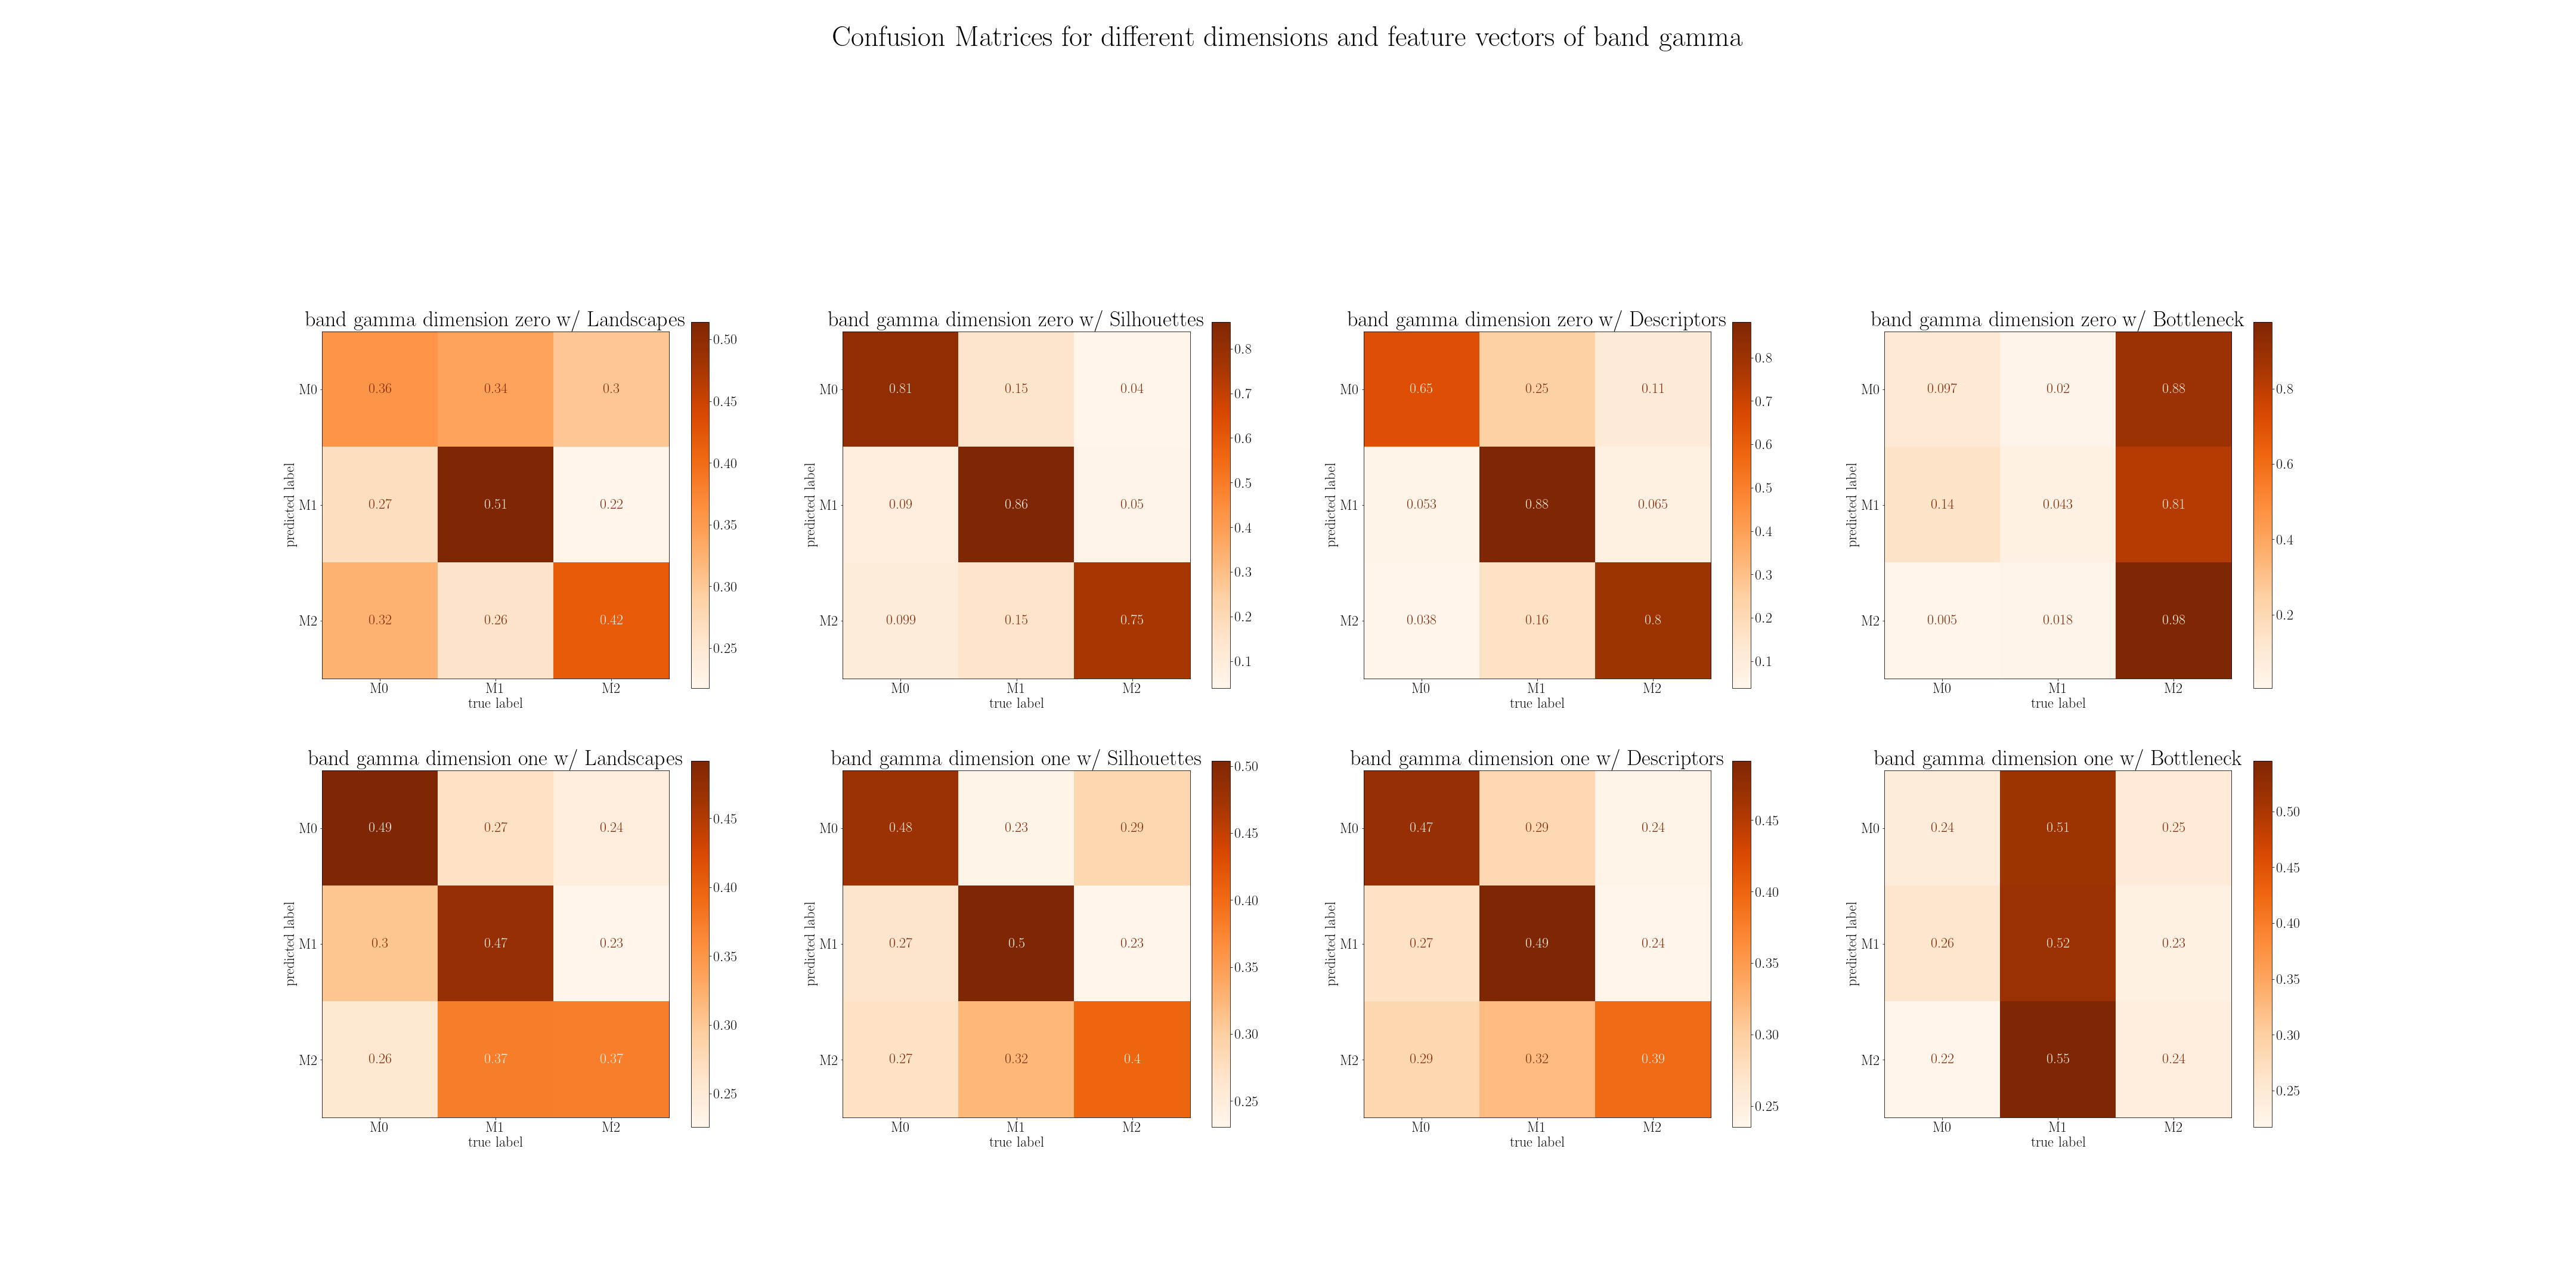 Confusion Matrices for different dimensions and feature vectors of band gamma
band gamma dimension zero w/ Landscapes
M0 0.36 0.34 0.3
M1 0.27 0.51 0.22
M2 0.32 0.26 0.42
M0 M1 M2
true label
predicted label
0.50
0.45
0.40
0.35
0.30
0.25
band gamma dimension zero w/ Silhouettes
M0 0.81 0.15 0.04
M1 0.09 0.86 0.05
M2 0.099 0.15 0.75
M0 M1 M2
true label
predicted label
0.8
0.7
0.6
0.5
0.4
0.3
0.2
0.1
band gamma dimension zero w/ Descriptors
M0 0.65 0.25 0.11
M1 0.053 0.88 0.065
M2 0.038 0.16 0.8
M0 M1 M2
true label
predicted label
0.8
0.7
0.6
0.5
0.4
0.3
0.2
0.1
band gamma dimension zero w/ Bottleneck
M0 0.097 0.02 0.88
M1 0.14 0.043 0.81
M2 0.005 0.018 0.98
M0 M1 M2
true label
predicted label
0.8
0.6
0.4
0.2
band gamma dimension one w/ Landscapes
M0 0.49 0.27 0.24
M1 0.3 0.47 0.23
M2 0.26 0.37 0.37
M0 M1 M2
true label
predicted label
0.45
0.40
0.35
0.30
0.25
band gamma dimension one w/ Silhouettes
M0 0.48 0.23 0.29
M1 0.27 0.5 0.23
M2 0.27 0.32 0.4
M0 M1 M2
true label
predicted label
0.50
0.45
0.40
0.35
0.30
0.25
band gamma dimension one w/ Descriptors
M0 0.47 0.29 0.24
M1 0.27 0.49 0.24
M2 0.29 0.32 0.39
M0 M1 M2
true label
predicted label
0.45
0.40
0.35
0.30
0.25
band gamma dimension one w/ Bottleneck
M0 0.24 0.51 0.25
M1 0.26 0.52 0.23
M2 0.22 0.55 0.24
M0 M1 M2
true label
predicted label
0.50
0.45
0.40
0.35
0.30
0.25